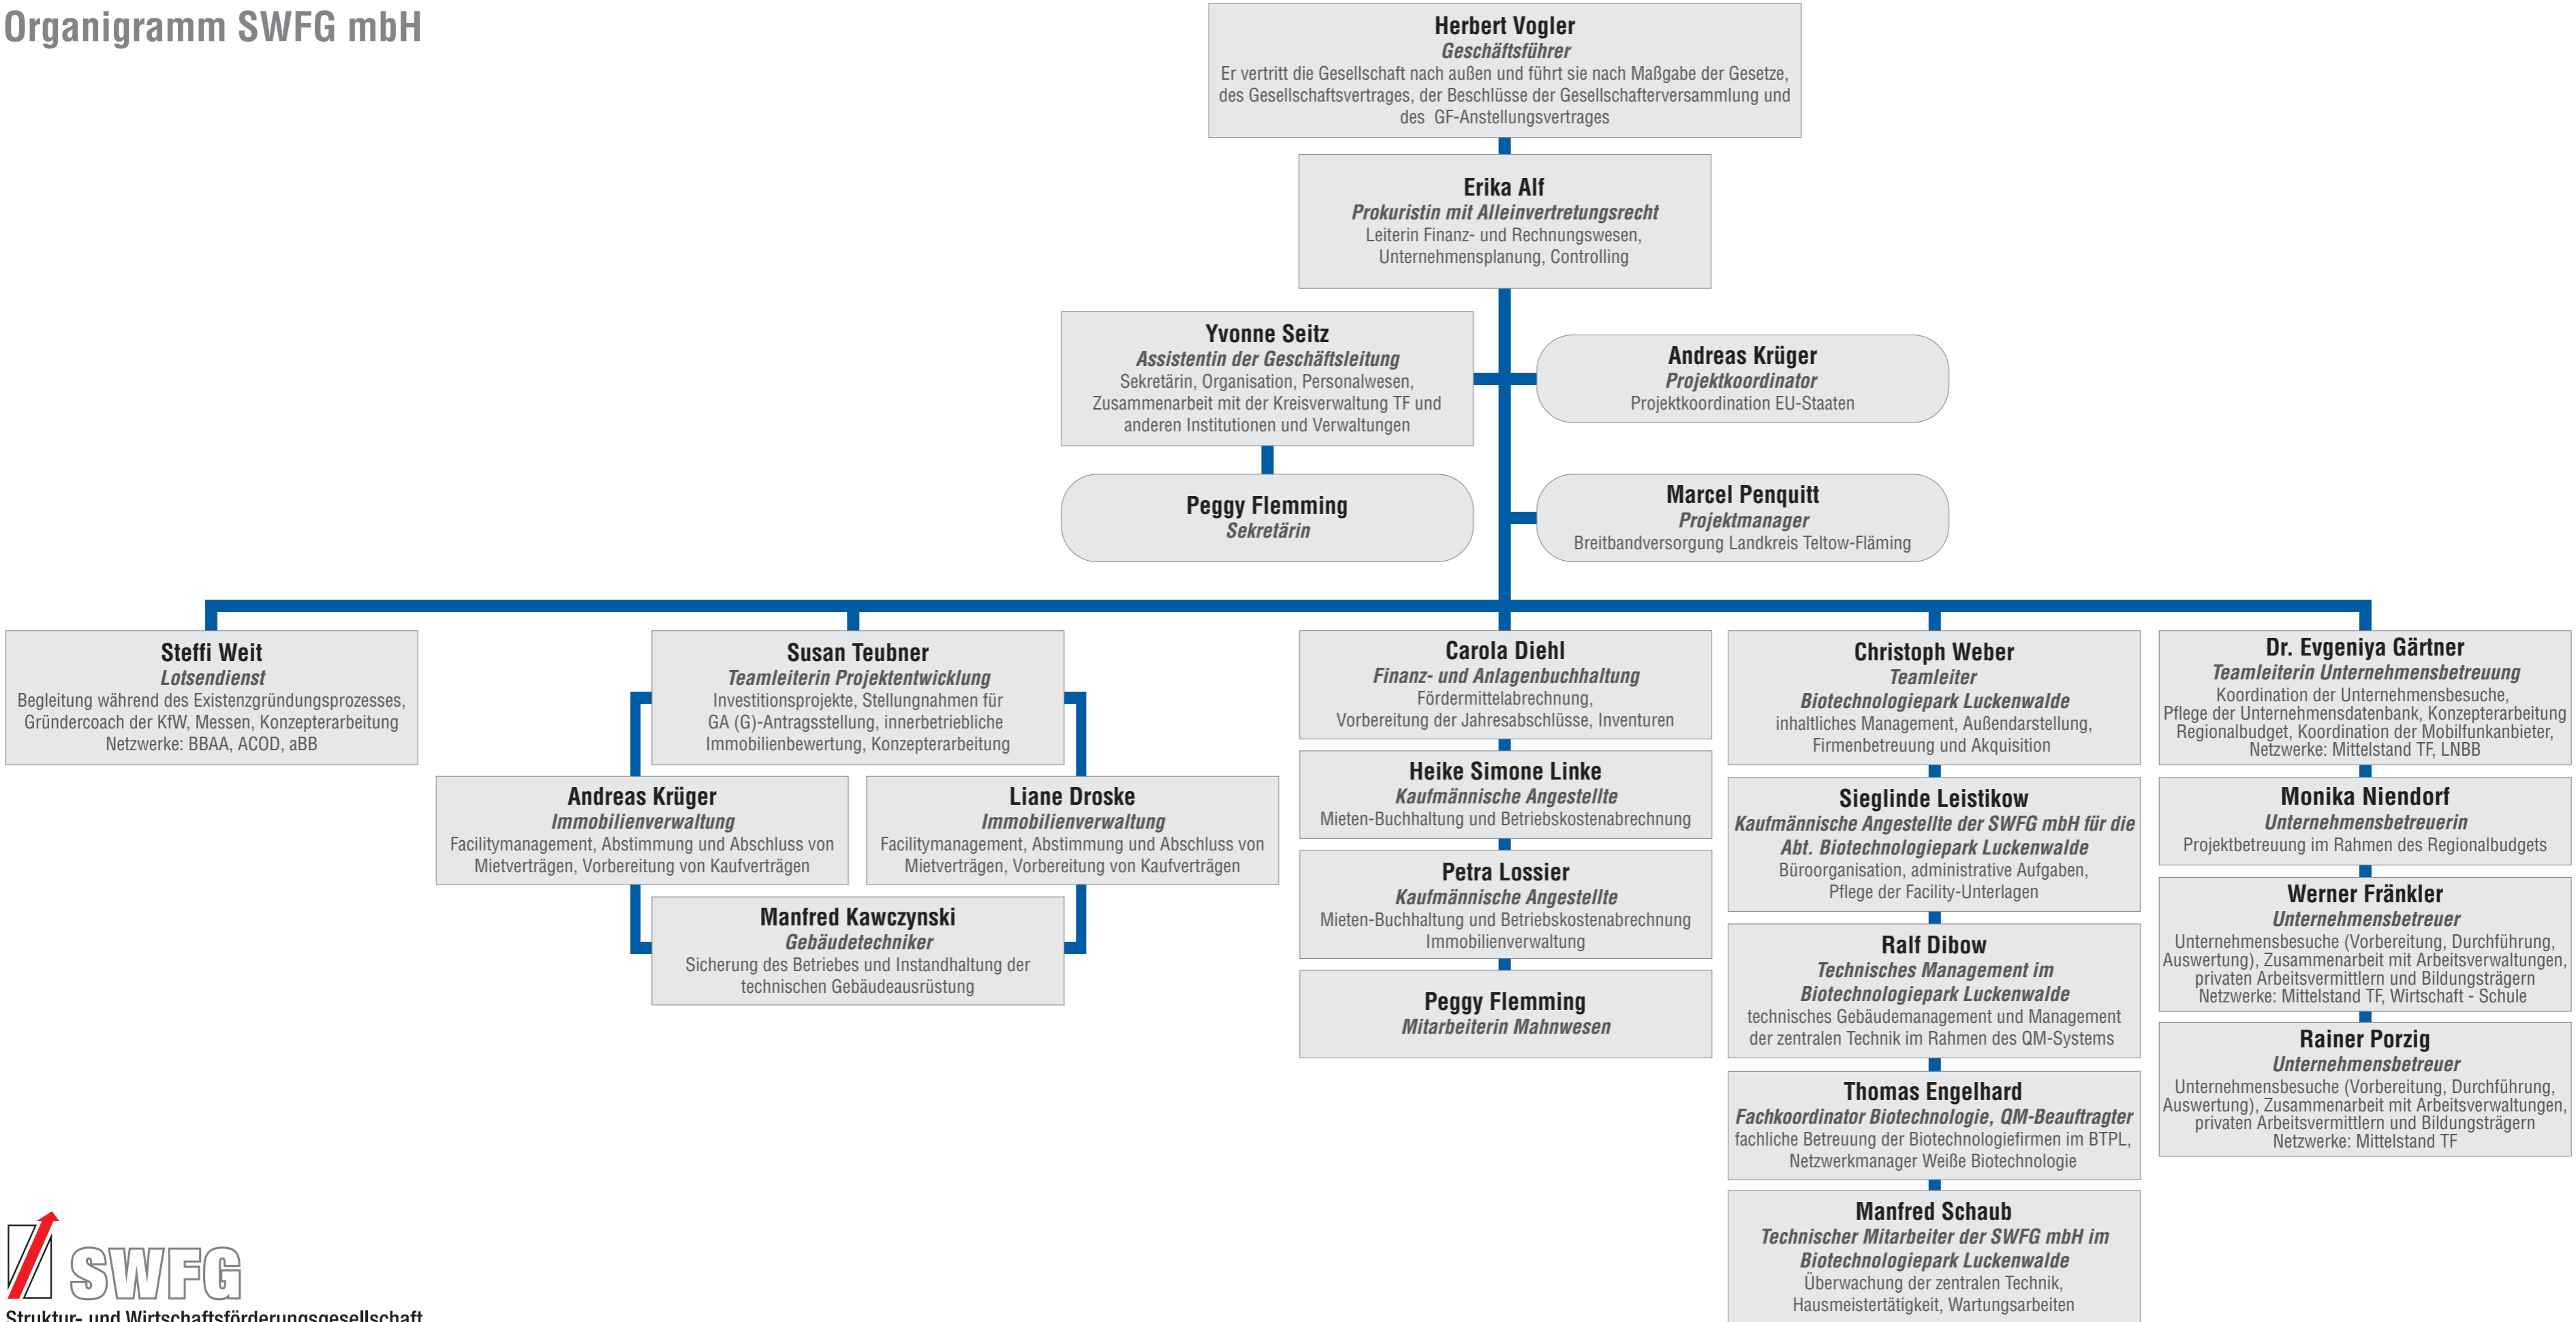 Organigramm SWFG mbH
Herbert Vogler
Geschäftsführer
Er vertritt die Gesellschaft nach außen und führt sie nach Maßgabe der Gesetze,
des Gesellschaftsvertrages, der Beschlüsse der Gesellschafterversammlung und
des GF-Anstellungsvertrages
Erika Alf
Prokuristin mit Alleinvertretungsrecht
Leiterin Finanz- und Rechnungswesen,
Unternehmensplanung, Controlling
Yvonne Seitz
Assistentin der Geschäftsleitung
Sekretärin, Organisation, Personalwesen,
Zusammenarbeit mit der Kreisverwaltung TF und
anderen Institutionen und Verwaltungen
Andreas Krüger
Projektkoordinator
Projektkoordination EU-Staaten
Peggy Flemming
Sekretärin
Marcel Penquitt
Projektmanager
Breitbandversorgung Landkreis Teltow-Fläming
Steffi Weit
Lotsendienst
Begleitung während des Existenzgründungsprozesses,
Gründercoach der KfW, Messen, Konzepterarbeitung
Netzwerke: BBAA, ACOD, aBB
Susan Teubner
Teamleiterin Projektentwicklung
Investitionsprojekte, Stellungnahmen für
GA (G)-Antragsstellung, innerbetriebliche
Immobilienbewertung, Konzepterarbeitung
Andreas Krüger
Immobilienverwaltung
Facilitymanagement, Abstimmung und Abschluss von
Mietverträgen, Vorbereitung von Kaufverträgen
Liane Droske
Immobilienverwaltung
Facilitymanagement, Abstimmung und Abschluss von
Mietverträgen, Vorbereitung von Kaufverträgen
Manfred Kawczynski
Gebäudetechniker
Sicherung des Betriebes und Instandhaltung der
technischen Gebäudeausrüstung
Carola Diehl
Finanz- und Anlagenbuchhaltung
Fördermittelabrechnung,
Vorbereitung der Jahresabschlüsse, Inventuren
Heike Simone Linke
Kaufmännische Angestellte
Mieten-Buchhaltung und Betriebskostenabrechnung
Petra Lossier
Kaufmännische Angestellte
Mieten-Buchhaltung und Betriebskostenabrechnung
Immobilienverwaltung
Peggy Flemming
Mitarbeiterin Mahnwesen
Christoph Weber
Teamleiter
Biotechnologiepark Luckenwalde
inhaltliches Management, Außendarstellung,
Firmenbetreuung und Akquisition
Sieglinde Leistikow
Kaufmännische Angestellte der SWFG mbH für die
Abt. Biotechnologiepark Luckenwalde
Büroorganisation, administrative Aufgaben,
Pflege der Facility-Unterlagen
Ralf Dibow
Technisches Management im
Biotechnologiepark Luckenwalde
technisches Gebäudemanagement und Management
der zentralen Technik im Rahmen des QM-Systems
Thomas Engelhard
Fachkoordinator Biotechnologie, QM-Beauftragter
fachliche Betreuung der Biotechnologiefirmen im BTPL,
Netzwerkmanager Weiße Biotechnologie
Manfred Schaub
Technischer Mitarbeiter der SWFG mbH im
Biotechnologiepark Luckenwalde
Überwachung der zentralen Technik,
Hausmeistertätigkeit, Wartungsarbeiten
Dr. Evgeniya Gärtner
Teamleiterin Unternehmensbetreuung
Koordination der Unternehmensbesuche,
Pflege der Unternehmensdatenbank, Konzepterarbeitung
Regionalbudget, Koordination der Mobilfunkanbieter,
Netzwerke: Mittelstand TF, LNBB
Monika Niendorf
Unternehmensbetreuerin
Projektbetreuung im Rahmen des Regionalbudgets
Werner Fränkler
Unternehmensbetreuer
Unternehmensbesuche (Vorbereitung, Durchführung,
Auswertung), Zusammenarbeit mit Arbeitsverwaltungen,
privaten Arbeitsvermittlern und Bildungsträgern
Netzwerke: Mittelstand TF, Wirtschaft - Schule
Rainer Porzig
Unternehmensbetreuer
Unternehmensbesuche (Vorbereitung, Durchführung,
Auswertung), Zusammenarbeit mit Arbeitsverwaltungen,
privaten Arbeitsvermittlern und Bildungsträgern
Netzwerke: Mittelstand TF
SWFG
Struktur- und Wirtschaftsförderungsgesellschaft